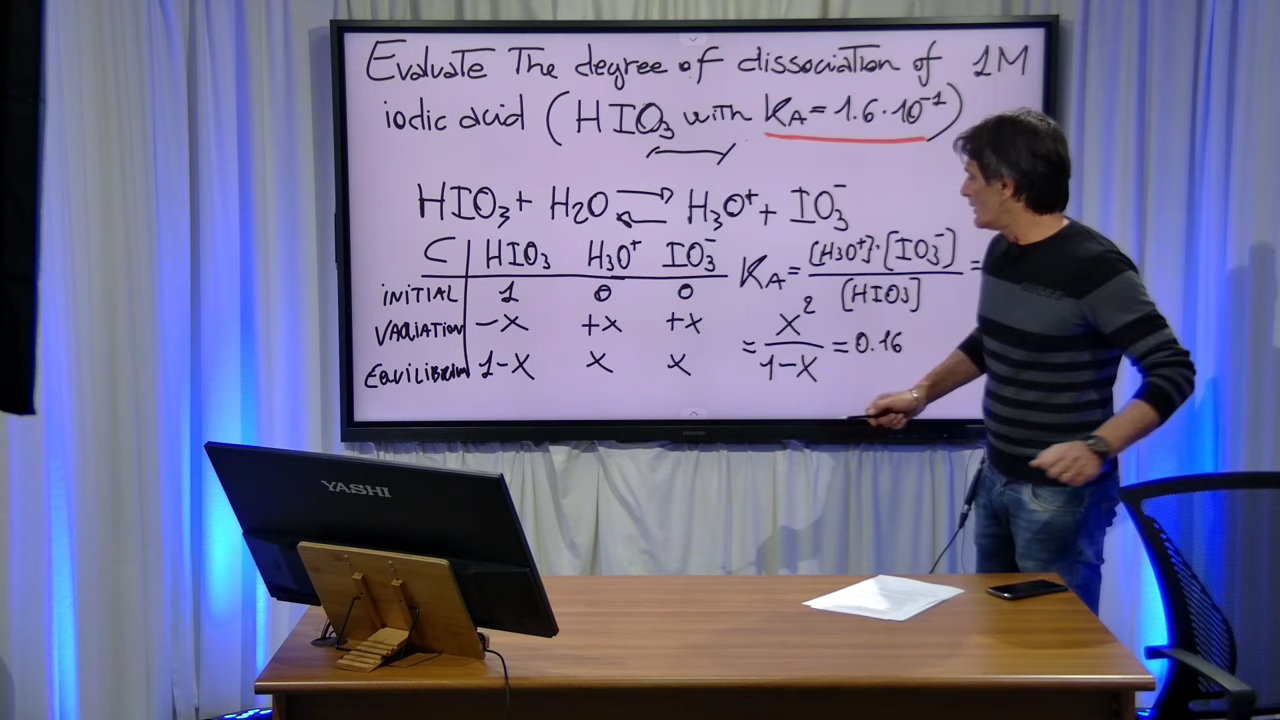 Evaluate the degree of dissociation of 1M
iodic acid (HIO₃ with KA = 1.6·10⁻¹)
HIO₃ + H₂O ⇄ H₃O⁺ + IO₃⁻
C HIO₃ H₃O⁺ IO₃⁻
INITIAL 1 0 0
VARIATION -x +x +x
EQUILIBRIUM 1-x x x
KA = [H₃O⁺]·[IO₃⁻] / [HIO₃] =
= x² / 1-x = 0.16
YASHI